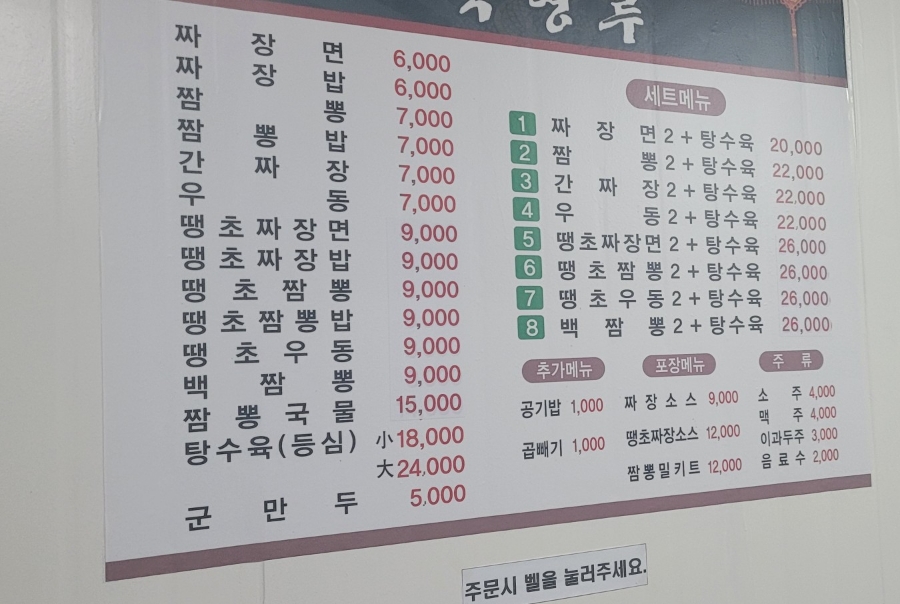 짜장면 6,000
짜장밥 6,000
짬뽕 7,000
짬뽕밥 7,000
간짜장 7,000
우동 7,000
땡초짜장면 9,000
땡초짜장밥 9,000
땡초짬뽕 9,000
땡초짬뽕밥 9,000
땡초우동 9,000
백짬뽕 9,000
짬뽕국물 15,000
탕수육(등심) 小 18,000
大 24,000
군만두 5,000
세트메뉴
1 짜장면2+탕수육 20,000
2 짬뽕2+탕수육 22,000
3 간짜장2+탕수육 22.000
4 우동2+탕수육 22.000
5 땡초짜장면2+탕수육 26,000
6 땡초짬뽕2+탕수육 26,000
7 땡초우동2+탕수육 26,000
8 백짬뽕2+탕수육 26,000
추가메뉴
공기밥 1,000
곱빼기 1,000
포장메뉴
짜장소스 9,000
땡초짜장소스 12,000
짬뽕밀키트 12,000
주류
소주 4,000
맥주 4,000
이과두주 3,000
음료수 2,000
주문시 벨을 눌러주세요.